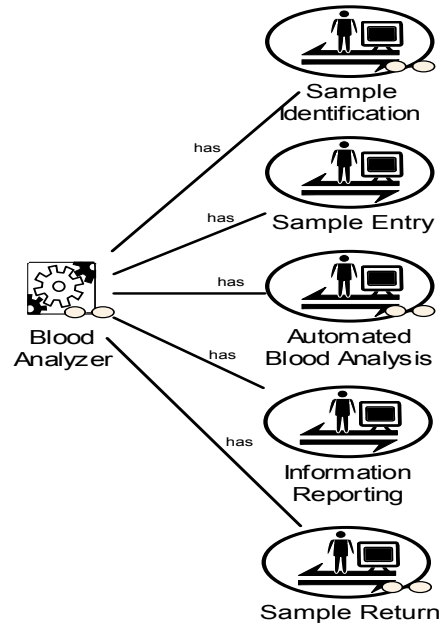 Sample
Identification
has
has
Sample Entry
has
Blood
Analyzer
Automated
Blood Analysis
has
Information
Reporting
has
Sample Return